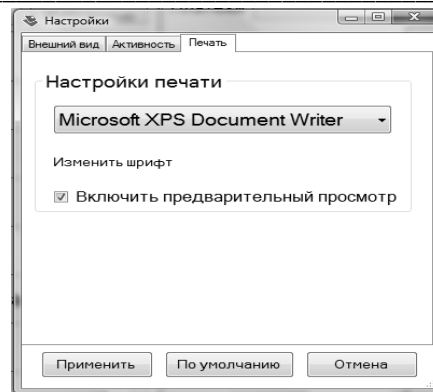 Настройки
Внешний вид Активность Печать
Настройки печати
Microsoft XPS Document Writer
Изменить шрифт
Включить предварительный просмотр
Применить По умолчанию Отмена